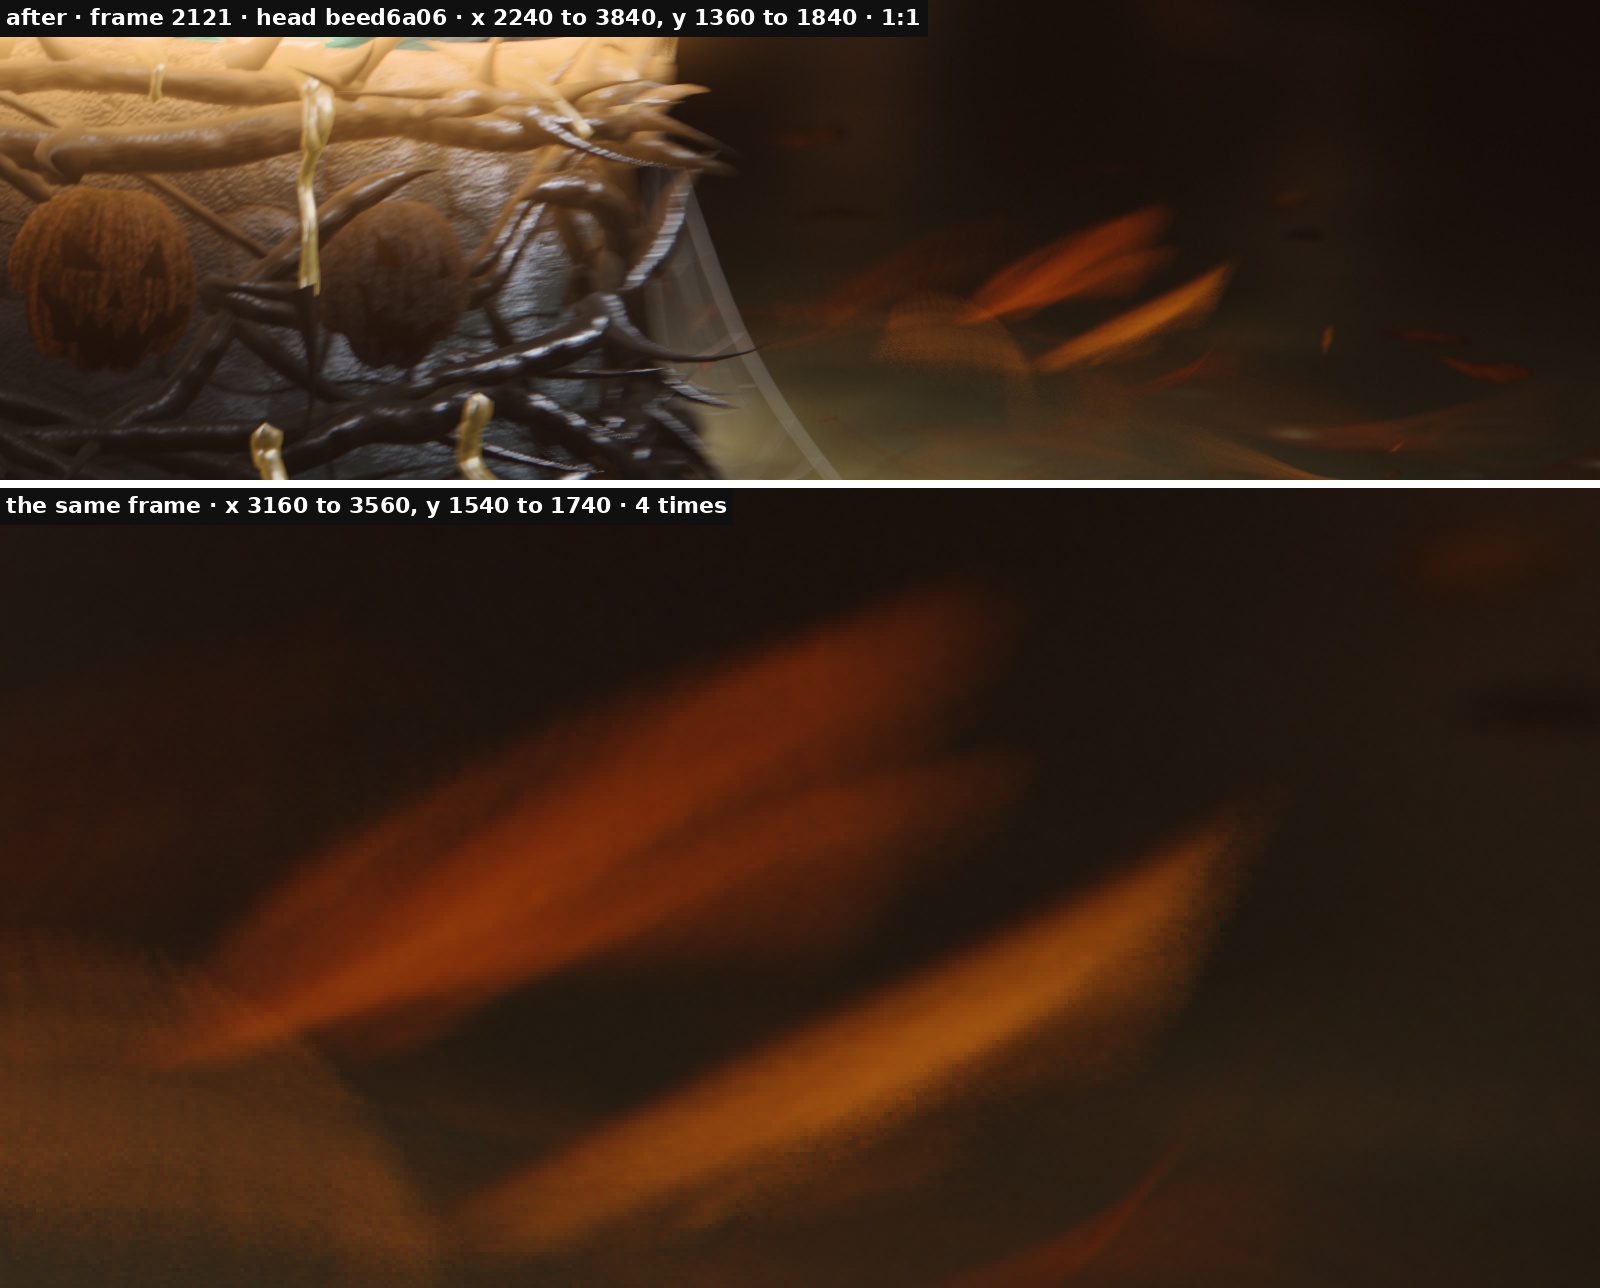 after · frame 2121 · head beed6a06 · x 2240 to 3840, y 1360 to 1840 · 1:1
the same frame · x 3160 to 3560, y 1540 to 1740 · 4 times